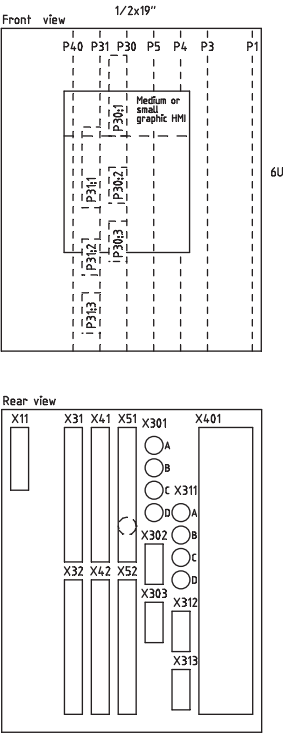 1/2x19"
Front view
P40 P31 P30 P5 P4 P3 P1
Medium or
small
graphic HMI
P30:1
6U
P31:1
P30:2
P30:3
P31:2
P31:3
Rear view
X11 X31 X41 X51 X301 X401
A
B
C X311
D A
B
X302
C
D
X32 X42 X52
X303
X312
X313